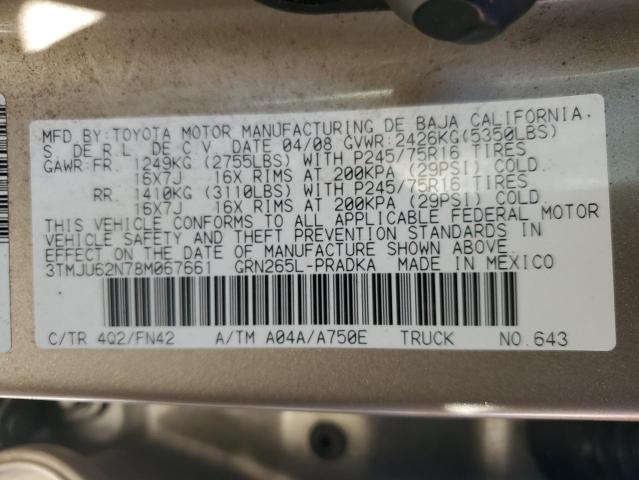 MFD. BY: TOYOTA MOTOR MANUFACTURING DE BAJA CALIFORNIA,
S. DE R.L. DE C.V. DATE 04/08 GVWR: 2426KG(5350LBS)
GAWR: FR 1249KG (2755LBS) WITH P245/75R16 TIRES
16X7J 16X RIMS AT 200KPA (29PSI) COLD
RR 1410KG (3110LBS) WITH P245/75R16 TIRES
16X7J 16X RIMS AT 200KPA (29PSI) COLD
THIS VEHICLE CONFORMS TO ALL APPLICABLE FEDERAL MOTOR
VEHICLE SAFETY AND THEFT PREVENTION STANDARDS IN
EFFECT ON THE DATE OF MANUFACTURE SHOWN ABOVE.
3TMJU62N78M067661 GRN265L-PRADKA MADE IN MEXICO
C/TR 4Q2/FN42 A/TM A04A/A750E TRUCK NO. 643